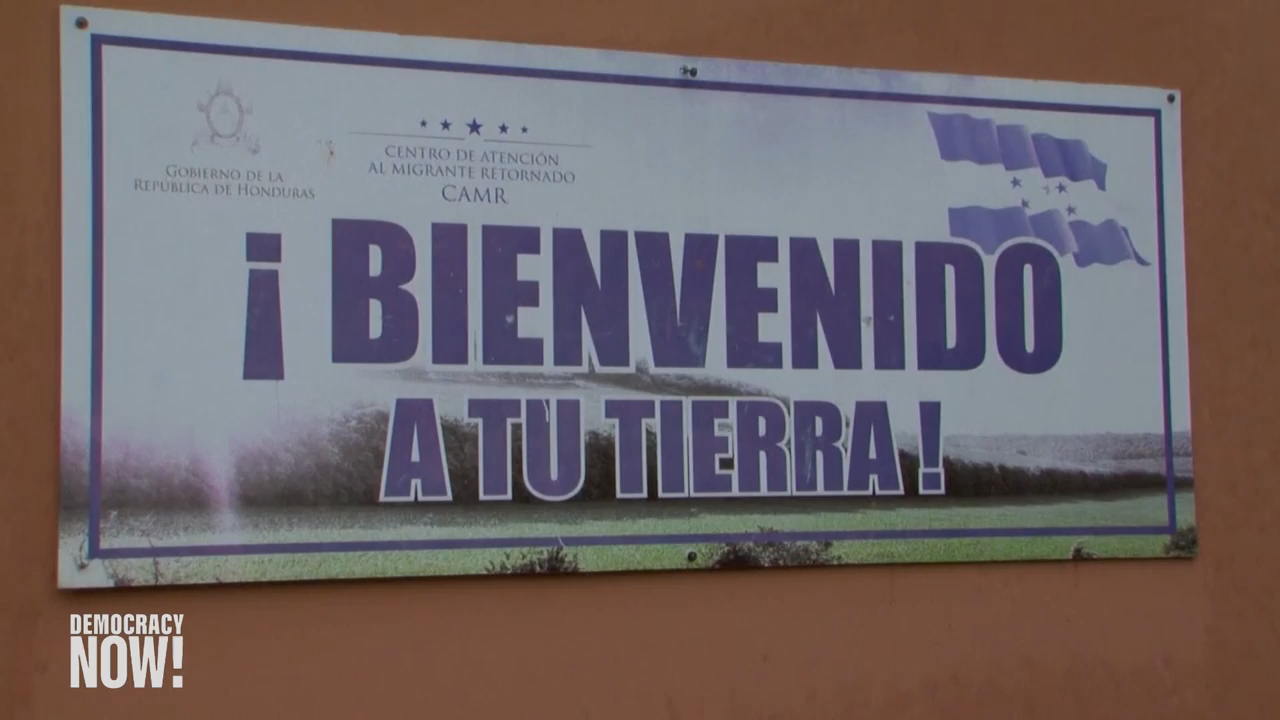 GOBIERNO DE LA
REPÚBLICA DE HONDURAS
CENTRO DE ATENCIÓN
AL MIGRANTE RETORNADO
CAMR
¡BIENVENIDO
A TU TIERRA!
DEMOCRACY
NOW!